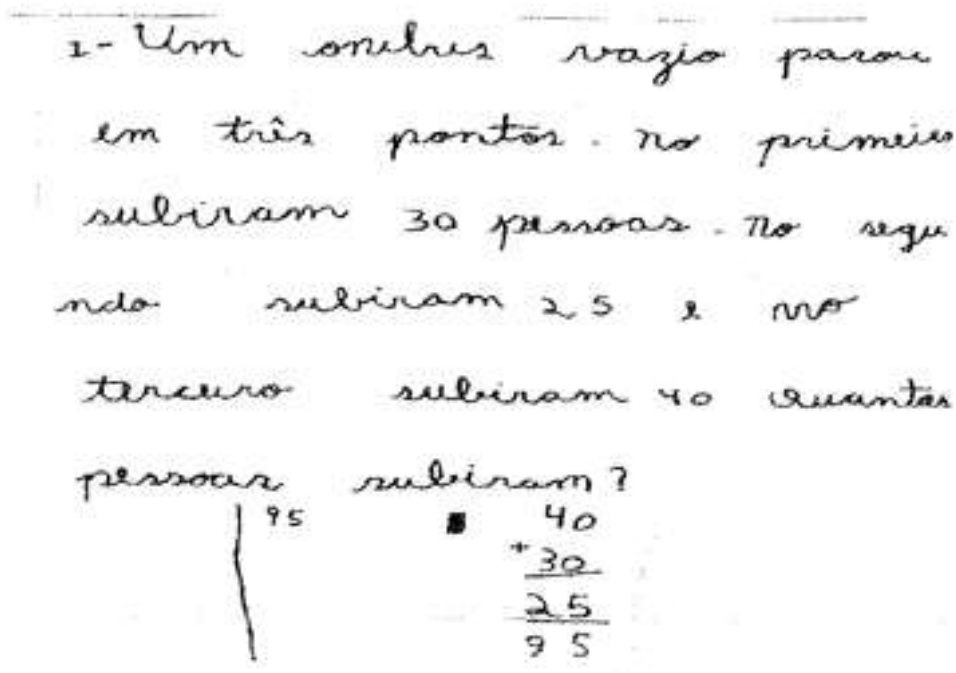 1- Um onibus vazio parou
em três pontos. no primeiro
subiram 30 pessoas. no segu
ndo subiram 25 e no
terceiro subiram 40 Quantas
pessoas subiram?
95 40
+ 30
25
95